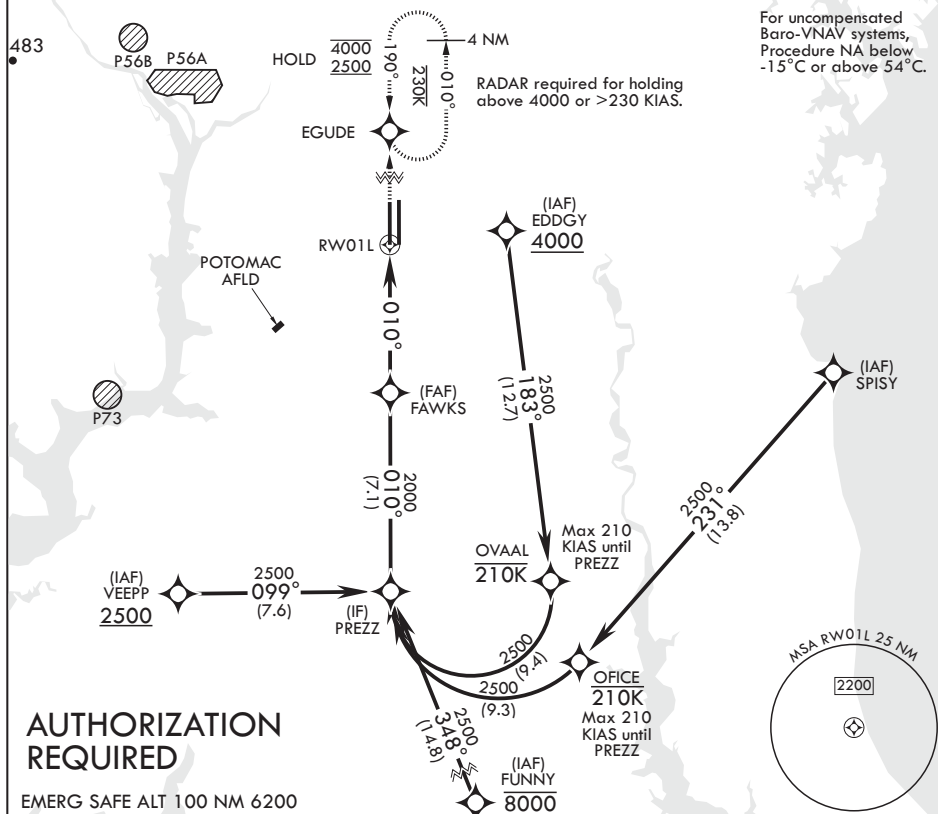 483
P56B
P56A
HOLD
4000
2500
190°
230K
010°
4 NM
RADAR required for holding
above 4000 or >230 KIAS.
For uncompensated
Baro-VNAV systems,
Procedure NA below
-15°C or above 54°C.
EGUDE
RW01L
(IAF)
EDDGY
4000
POTOMAC
AFLD
010°
2500
183°
(12.7)
(IAF)
SPISY
P73
(FAF)
FAWKS
2000
010°
(7.1)
2500
231°
(13.8)
OVAAL
210K
Max 210
KIAS until
PREZZ
(IAF)
VEEPP
2500
2500
099°
(7.6)
(IF)
PREZZ
2500
(9.4)
2500
(9.3)
OFICE
210K
Max 210
KIAS until
PREZZ
2500
348°
(14.8)
(IAF)
FUNNY
8000
MSA RW01L 25 NM
2200
AUTHORIZATION
REQUIRED
EMERG SAFE ALT 100 NM 6200